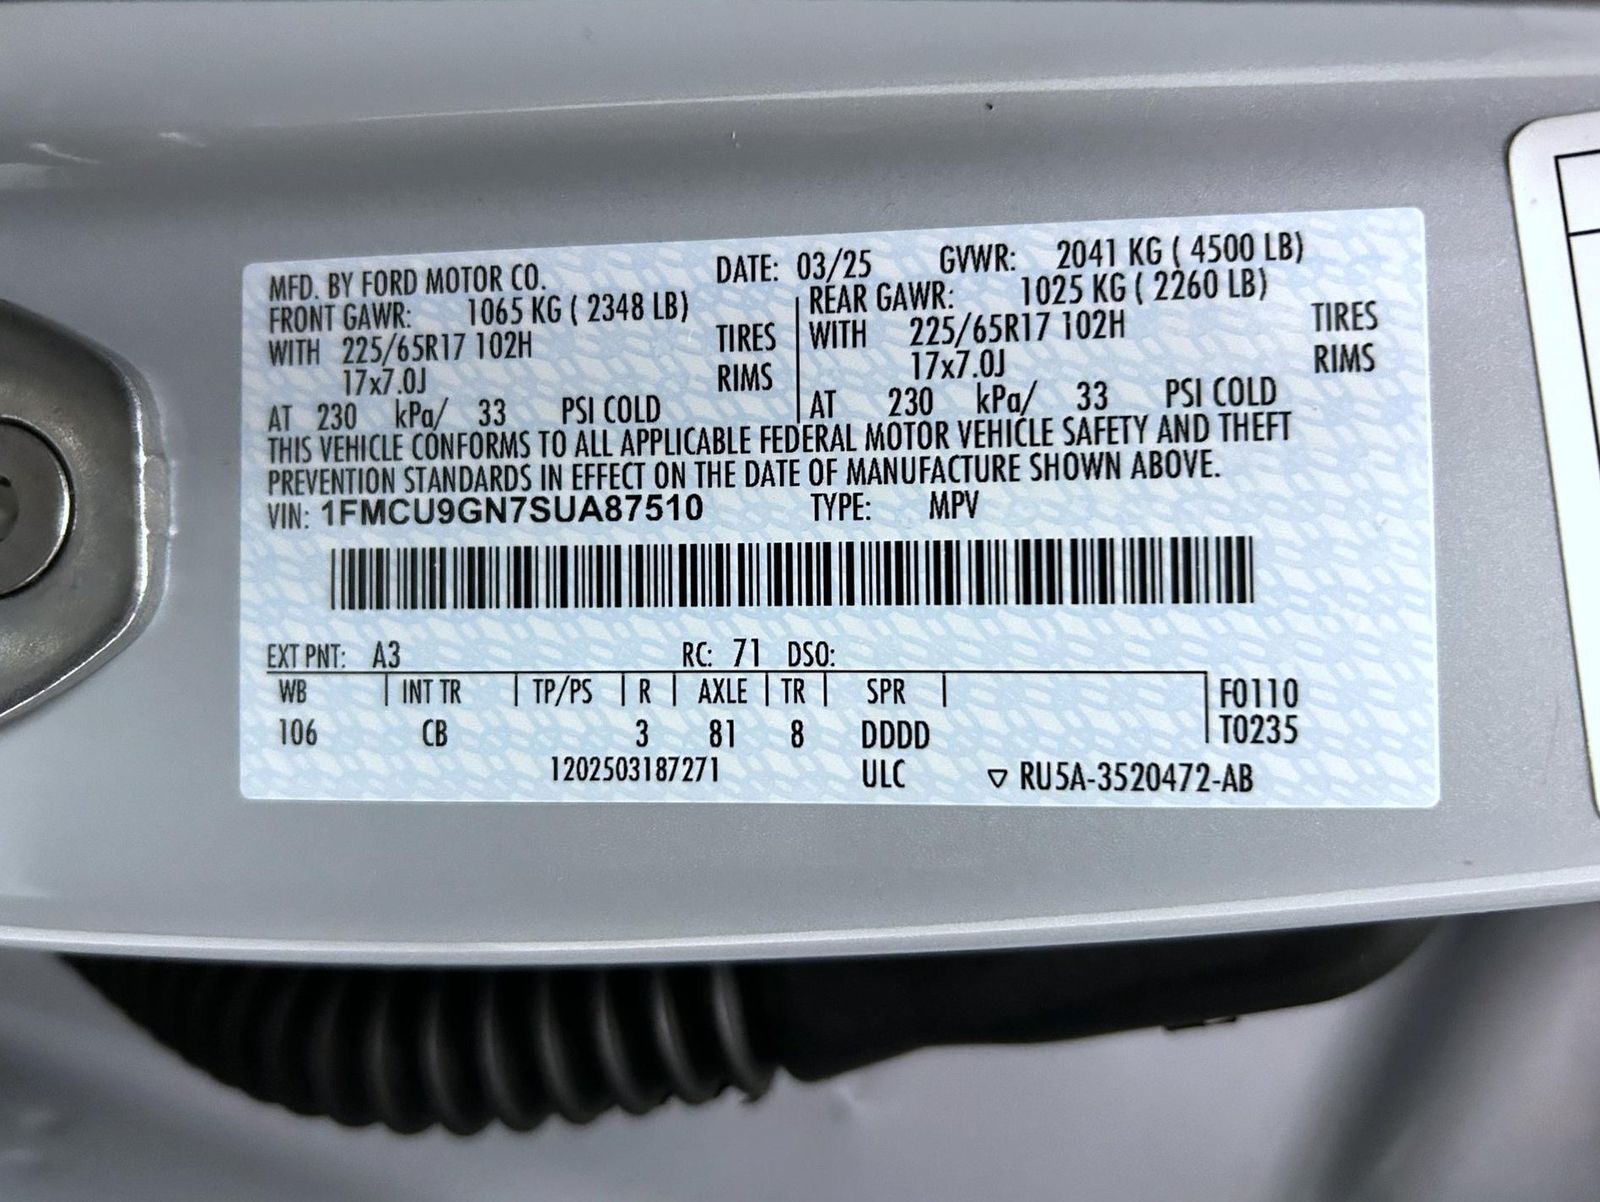 MFD. BY FORD MOTOR CO. DATE: 03/25 GVWR: 2041 KG ( 4500 LB)
FRONT GAWR: 1065 KG ( 2348 LB) REAR GAWR: 1025 KG ( 2260 LB)
WITH 225/65R17 102H TIRES WITH 225/65R17 102H TIRES
17x7.0J RIMS 17x7.0J RIMS
AT 230 kPa/ 33 PSI COLD AT 230 kPa/ 33 PSI COLD
THIS VEHICLE CONFORMS TO ALL APPLICABLE FEDERAL MOTOR VEHICLE SAFETY AND THEFT
PREVENTION STANDARDS IN EFFECT ON THE DATE OF MANUFACTURE SHOWN ABOVE.
VIN: 1FMCU9GN7SUA87510 TYPE: MPV
EXT PNT: A3 RC: 71 DSO:
WB INT TR TP/PS R AXLE TR SPR F0110
106 CB 3 81 8 DDDD T0235
1202503187271 ULC ▽ RU5A-3520472-AB